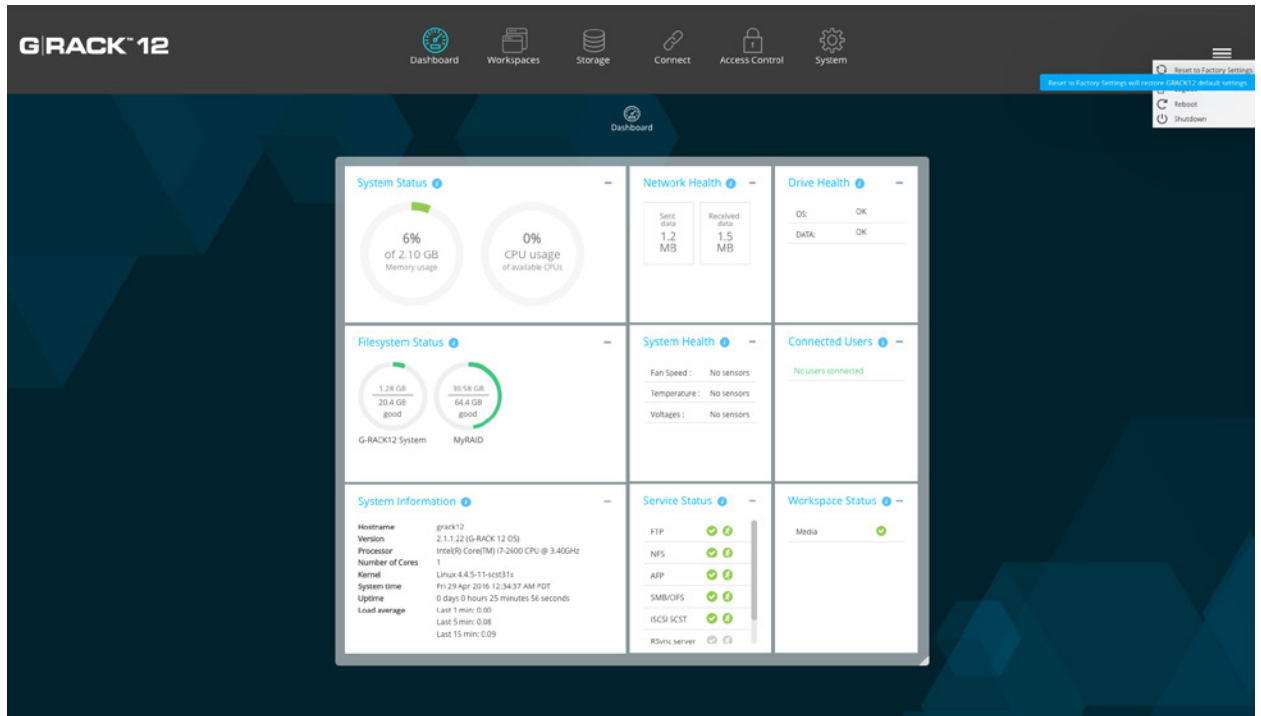 G|RACK™ 12
Dashboard
Workspaces
Storage
Connect
Access Control
System
Reset to Factory Settings
Reset to Factory Settings will restore GRACK12 default settings
Reboot
Shutdown
Dashboard
System Status
6%
of 2.10 GB
Memory usage
0%
CPU usage
of available CPUs
Network Health
Sent data
1.2 MB
Received data
1.5 MB
Drive Health
OS: OK
DATA: OK
Filesystem Status
1.28 GB
20.4 GB
good
G-RACK12 System
30.58 GB
64.4 GB
good
MyRAID
System Health
Fan Speed : No sensors
Temperature : No sensors
Voltages : No sensors
Connected Users
No users connected
System Information
Hostname grack12
Version 2.1.1.22 (G-RACK 12 OS)
Processor Intel(R) Core(TM) i7-2600 CPU @ 3.40GHz
Number of Cores 1
Kernel Linux 4.4.5-11-scst31x
System time Fri 29 Apr 2016 12:34:37 AM PDT
Uptime 0 days 0 hours 25 minutes 56 seconds
Load average Last 1 min: 0.00
Last 5 min: 0.08
Last 15 min: 0.09
Service Status
FTP
NFS
AFP
SMB/CIFS
iSCSI SCST
RSync server
Workspace Status
Media